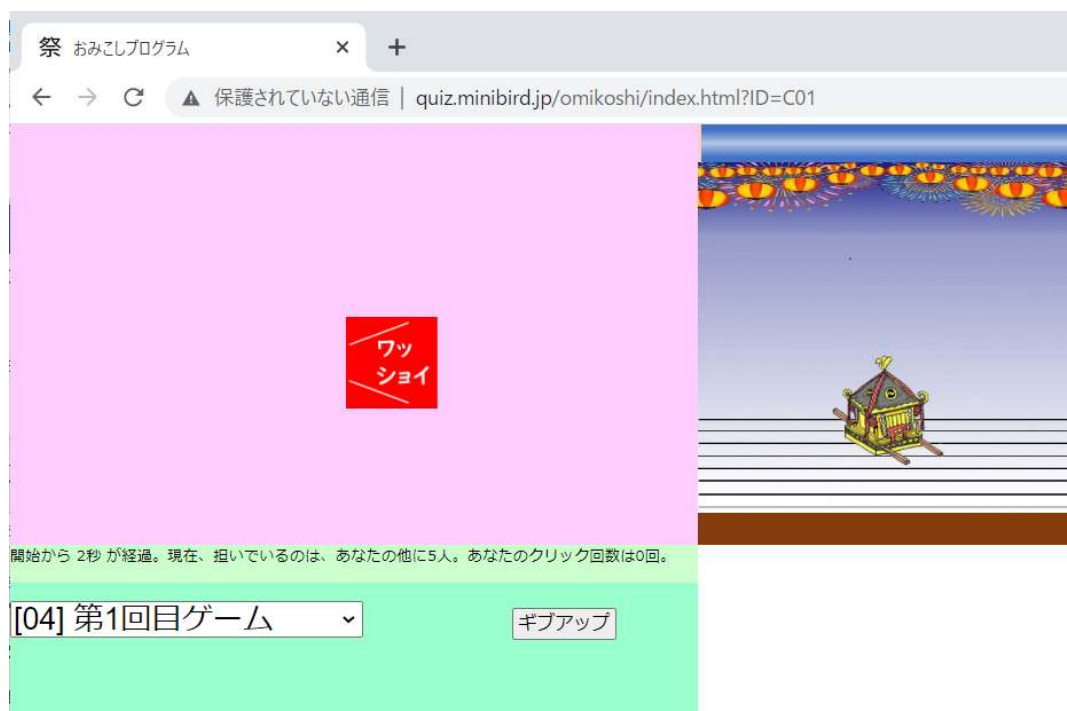 祭 おみこしプログラム × +
← → C ▲ 保護されていない通信 | quiz.minibird.jp/omikoshi/index.html?ID=C01
ワッ
ショイ
開始から 2秒 が経過。現在、担いでいるのは、あなたの他に5人。あなたのクリック回数は0回。
[04] 第1回目ゲーム
ギブアップ